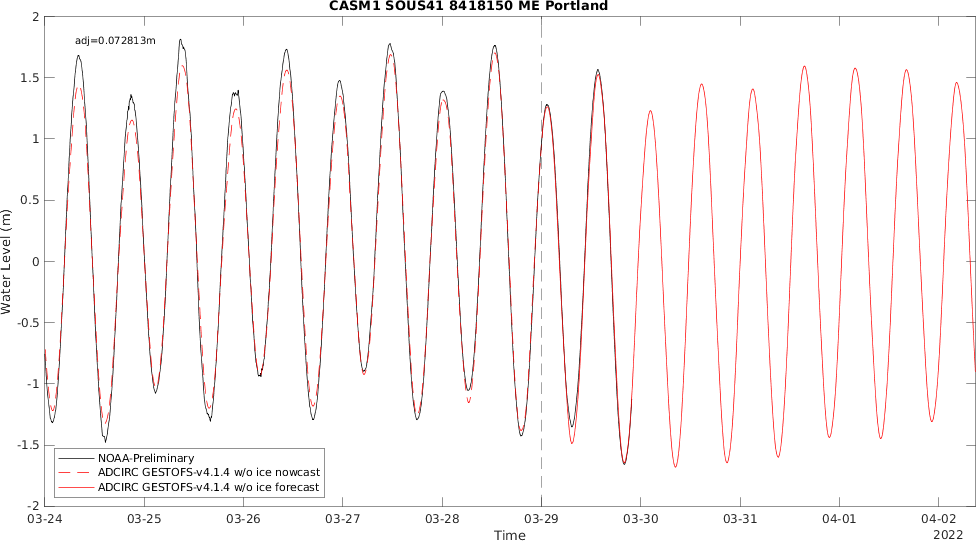 CASM1 SOUS41 8418150 ME Portland
adj=0.072813m
Water Level (m)
2
1.5
1
0.5
0
-0.5
-1
-1.5
-2
NOAA-Preliminary
ADCIRC GESTOFS-v4.1.4 w/o ice nowcast
ADCIRC GESTOFS-v4.1.4 w/o ice forecast
03-24 03-25 03-26 03-27 03-28 03-29 03-30 03-31 04-01 04-02
Time 2022